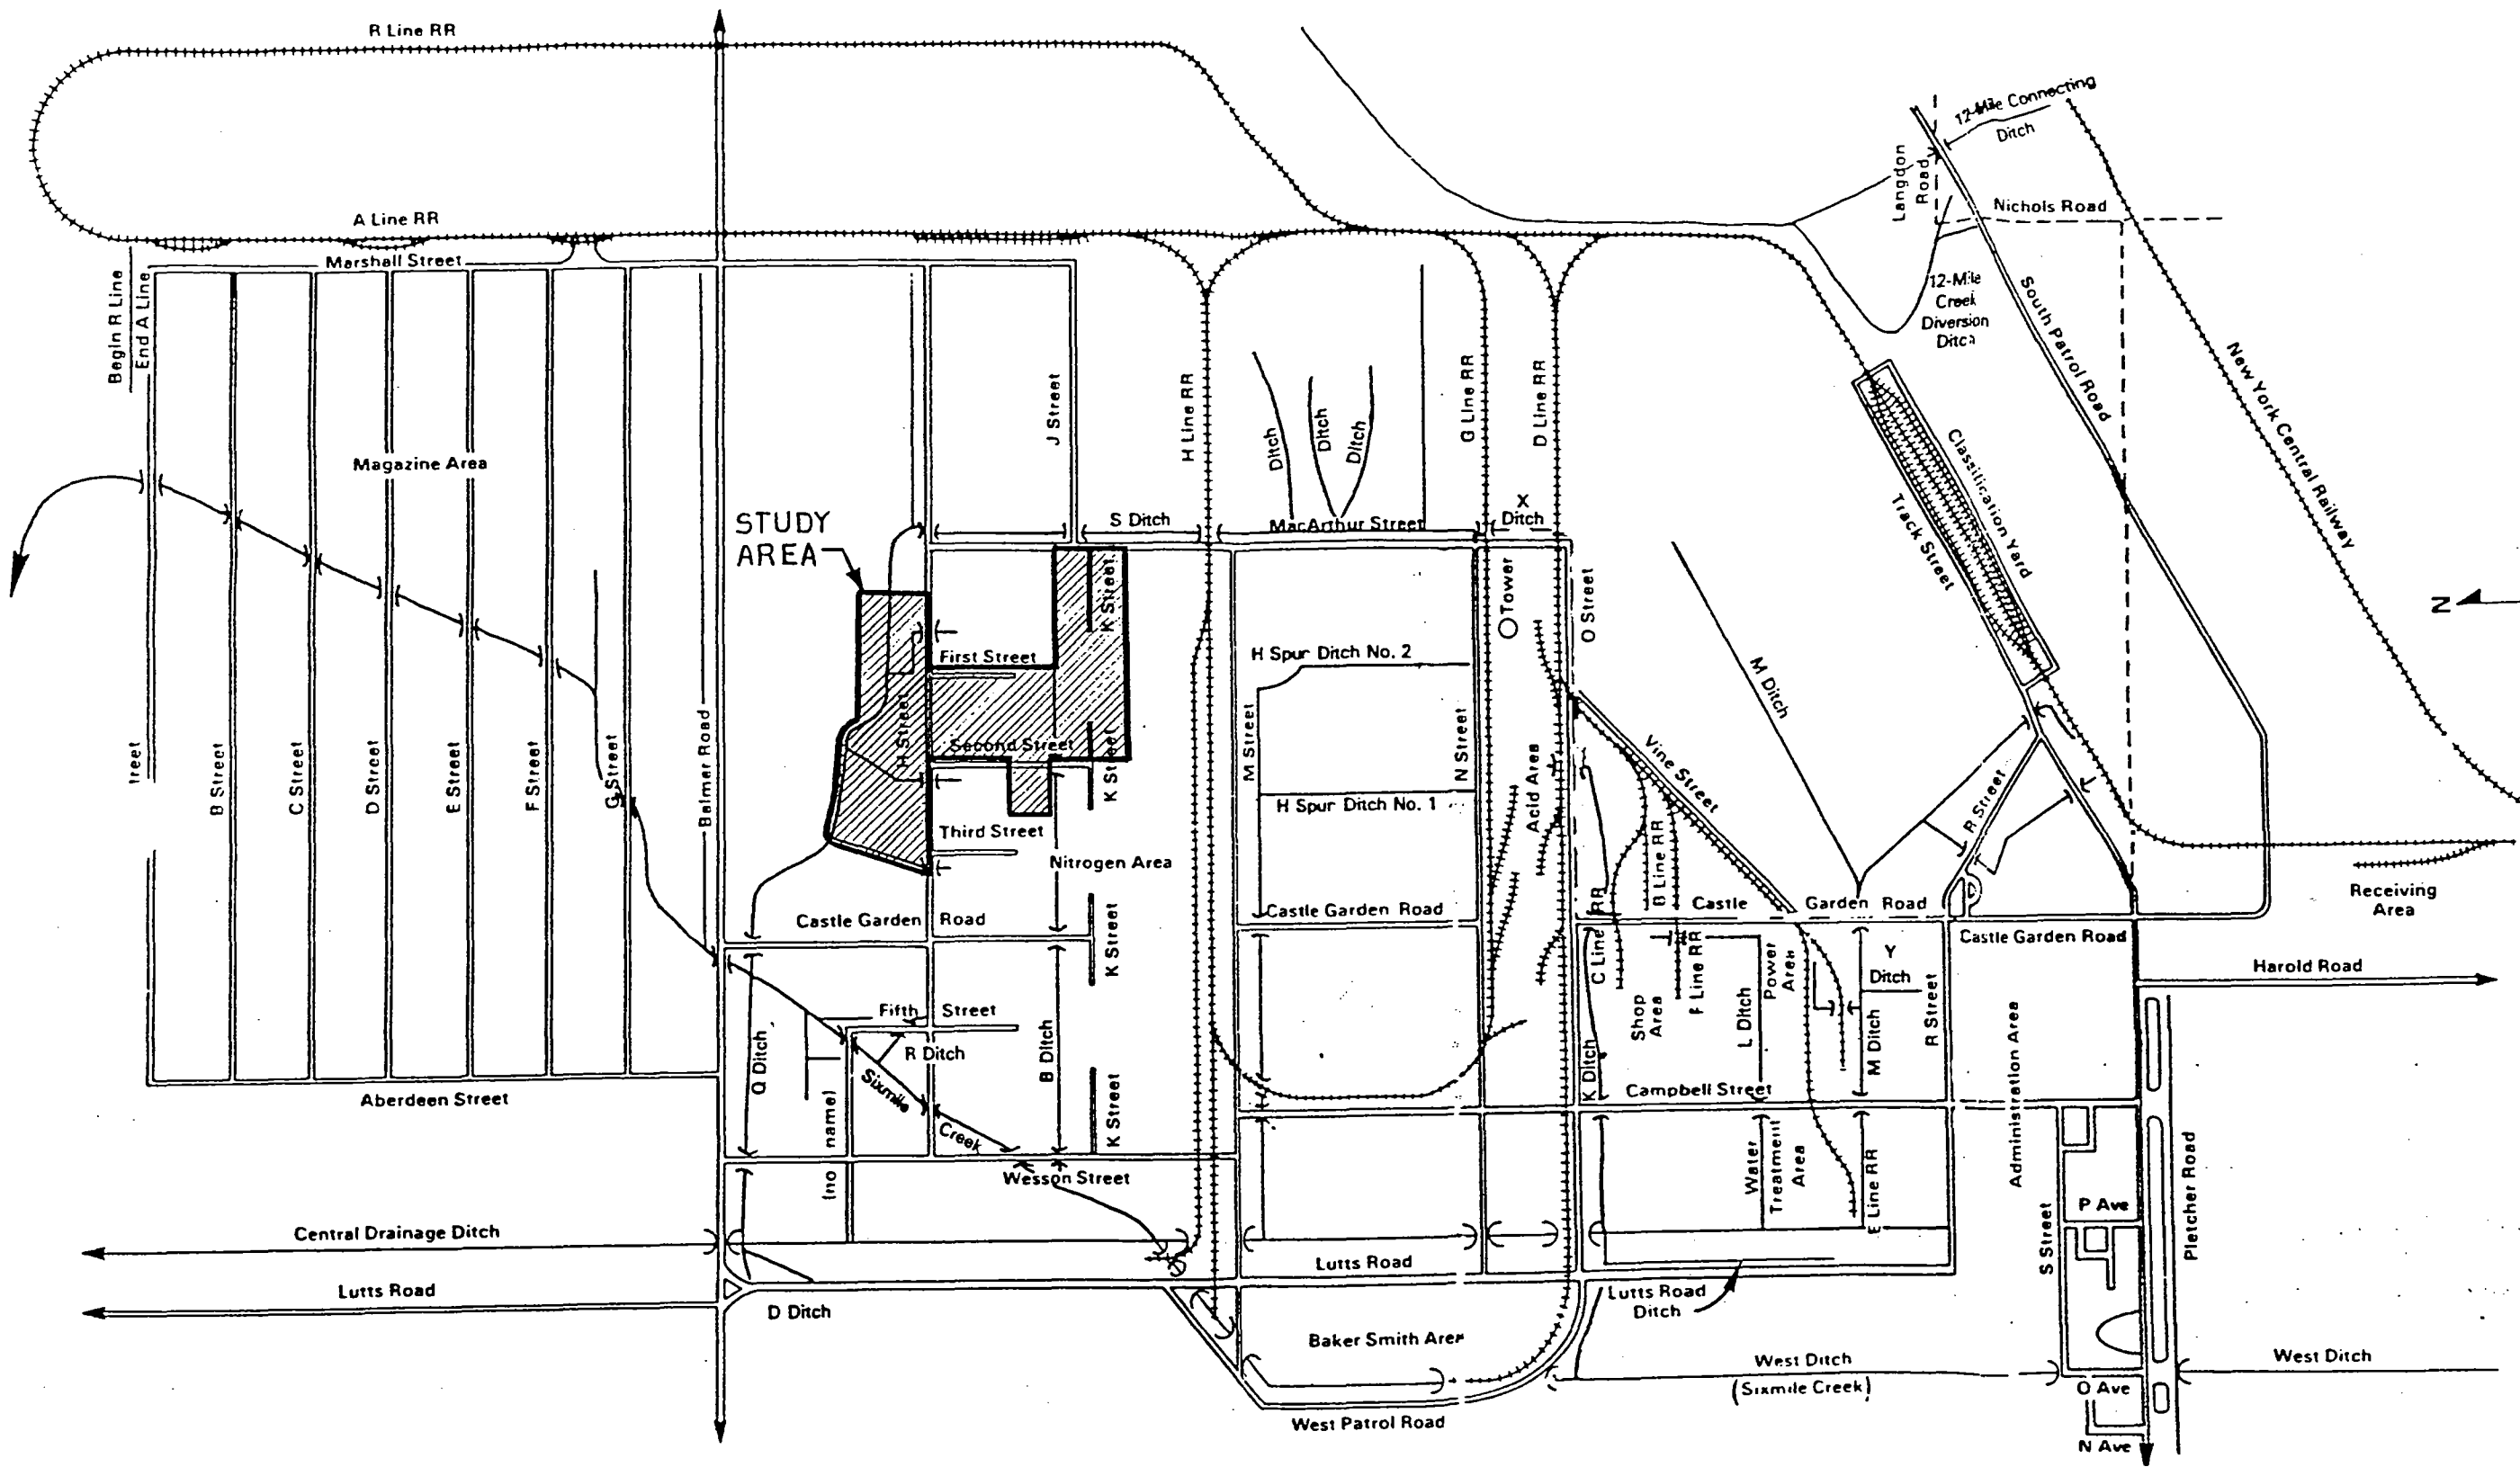 R Line RR
12-Mile Connecting
Ditch
Langdon
Road
Nichols Road
A Line RR
Marshall Street
Begin R Line
End A Line
12-Mile
Creek
Diversion
South Patrol Road
New York Central Railway
J Street
H Line RR
Ditch
Ditch
Ditch
G Line RR
D Line RR
Magazine Area
Classification Yard
Track Street
STUDY
AREA
S Ditch
MacArthur Street
X
Ditch
K Street
Tower
O Street
N
First Street
H Spur Ditch No. 2
M Ditch
H Street
Second Street
K Street
M Street
N Street
Acid Area
Vine Street
B Street
C Street
D Street
E Street
F Street
G Street
Balmer Road
H Spur Ditch No. 1
Third Street
Nitrogen Area
R Street
B Line RR
Receiving
Area
Castle Garden Road
K Street
Castle Garden Road
C Line RR
Castle Garden Road
Castle Garden Road
Harold Road
F Line RR
Shop
Area
L Ditch
Power
Area
Y
Ditch
M Ditch
R Street
Administration Area
Fifth Street
R Ditch
Q Ditch
B Ditch
K Street
K Ditch
Campbell Street
Aberdeen Street
Sixmile
Creek
(no name)
Wesson Street
Water
Treatment
Area
E Line RR
P Ave
S Street
Pletcher Road
Central Drainage Ditch
Lutts Road
Lutts Road
Lutts Road
Ditch
D Ditch
Baker Smith Area
West Ditch
(Sixmile Creek)
West Ditch
O Ave
West Patrol Road
N Ave